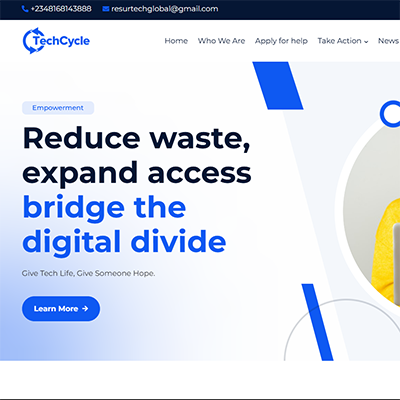 +2348168143888 resurtechglobal@gmail.com
TechCycle
Home Who We Are Apply for help Take Action News
Empowerment
Reduce waste,
expand access
bridge the
digital divide
Give Tech Life, Give Someone Hope.
Learn More →